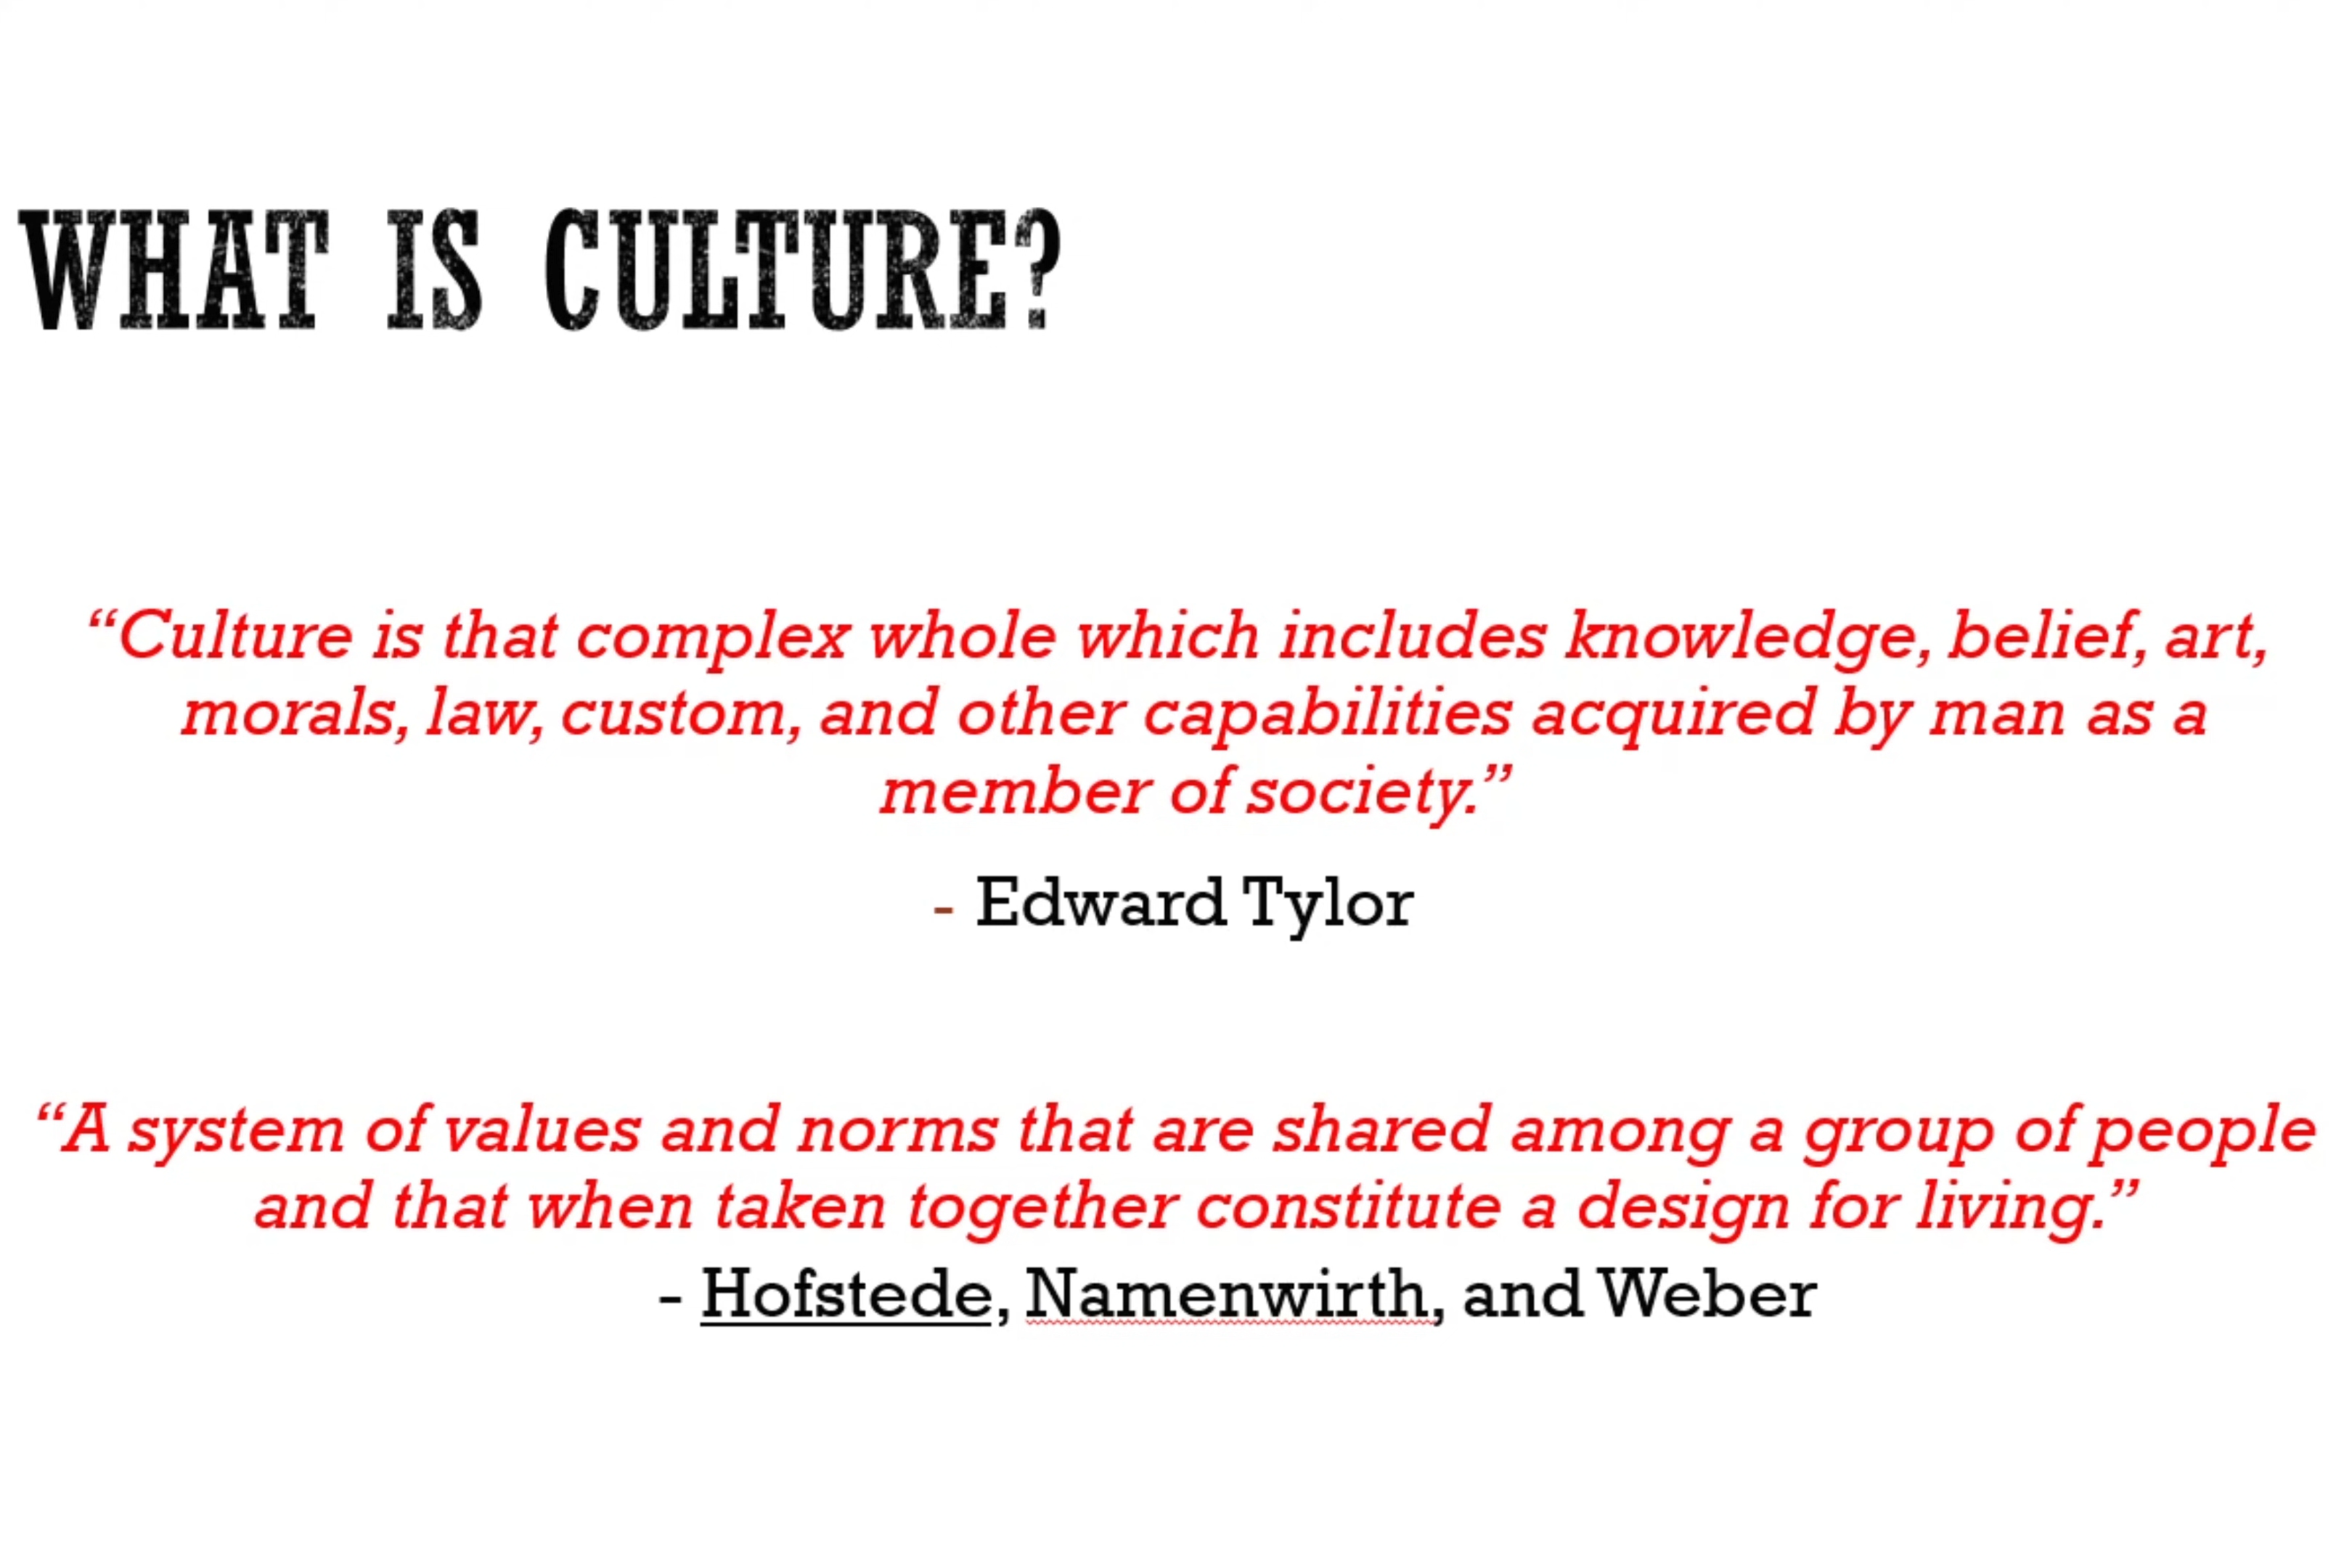 WHAT IS CULTURE?
“Culture is that complex whole which includes knowledge, belief, art,
morals, law, custom, and other capabilities acquired by man as a
member of society.”
- Edward Tylor
“A system of values and norms that are shared among a group of people
and that when taken together constitute a design for living.”
- Hofstede, Namenwirth, and Weber